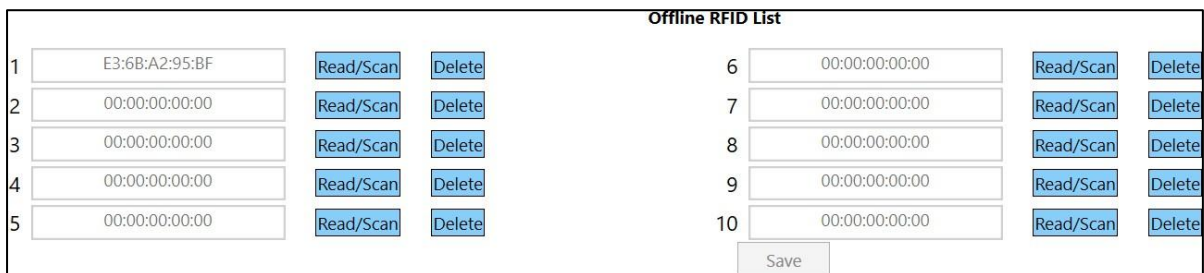 Offline RFID List
1 E3:6B:A2:95:BF Read/Scan Delete 6 00:00:00:00:00 Read/Scan Delete
2 00:00:00:00:00 Read/Scan Delete 7 00:00:00:00:00 Read/Scan Delete
3 00:00:00:00:00 Read/Scan Delete 8 00:00:00:00:00 Read/Scan Delete
4 00:00:00:00:00 Read/Scan Delete 9 00:00:00:00:00 Read/Scan Delete
5 00:00:00:00:00 Read/Scan Delete 10 00:00:00:00:00 Read/Scan Delete
Save